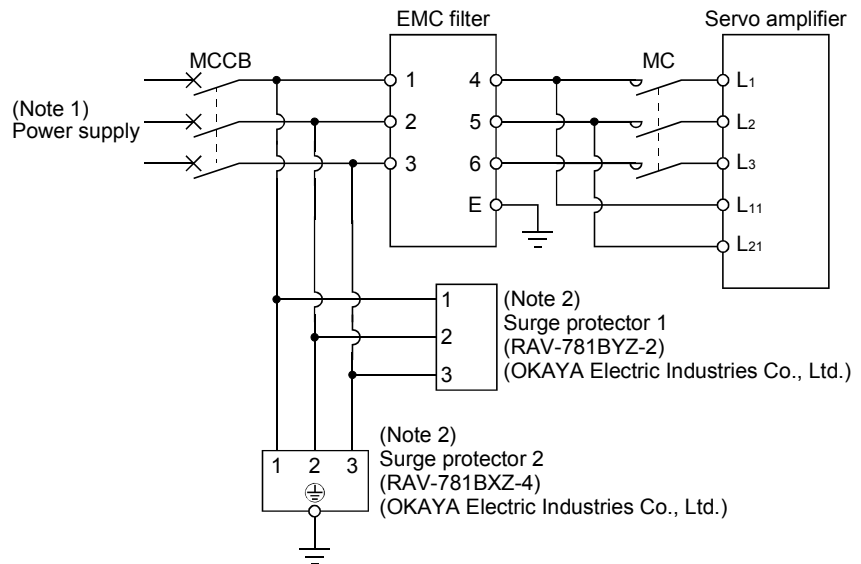 EMC filter
Servo amplifier
MCCB
MC
(Note 1)
Power supply
1
2
3
4
5
6
E
L1
L2
L3
L11
L21
1
2
3
(Note 2)
Surge protector 1
(RAV-781BYZ-2)
(OKAYA Electric Industries Co., Ltd.)
1 2 3
(Note 2)
Surge protector 2
(RAV-781BXZ-4)
(OKAYA Electric Industries Co., Ltd.)